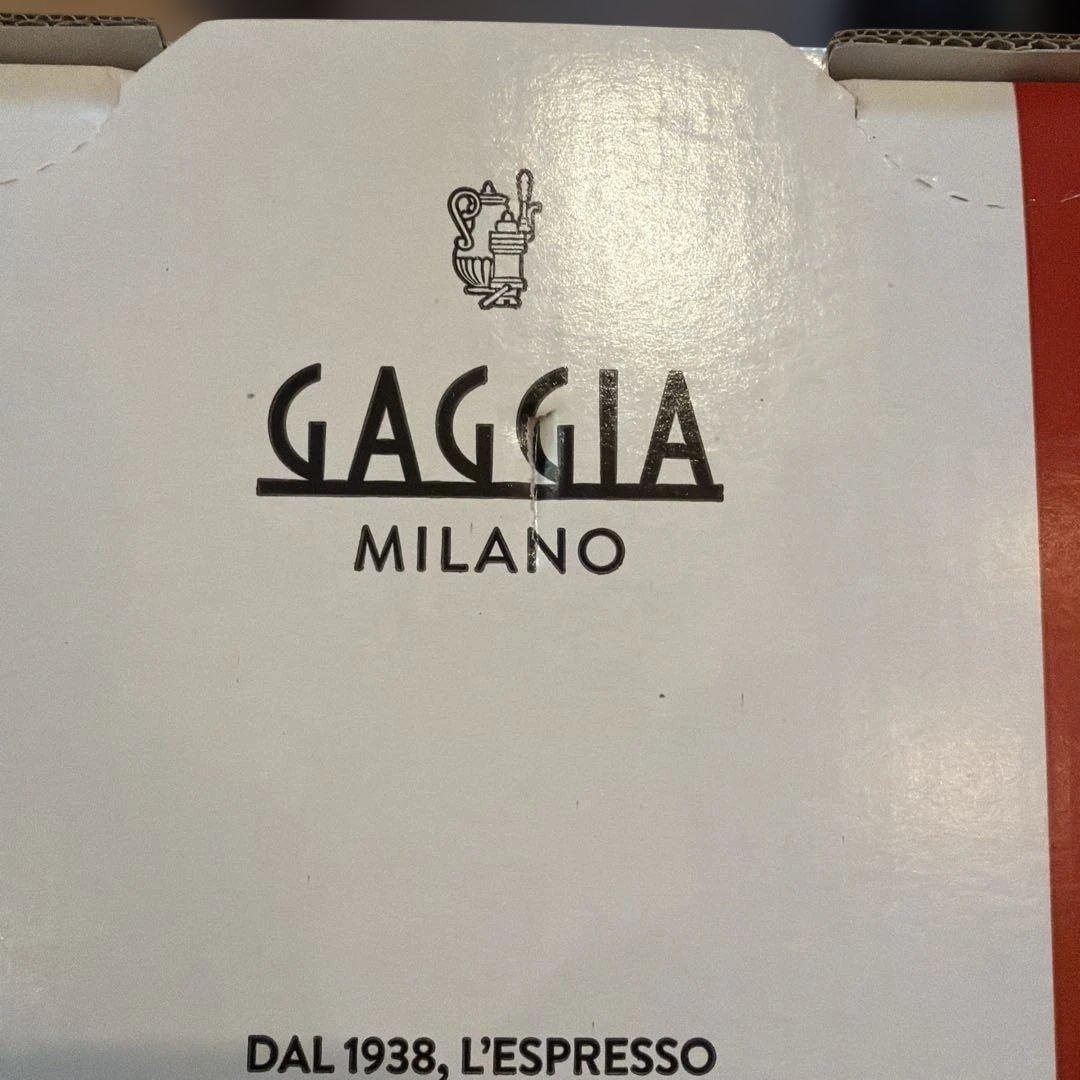 GAGGIA
MILANO
DAL 1938, L'ESPRESSO